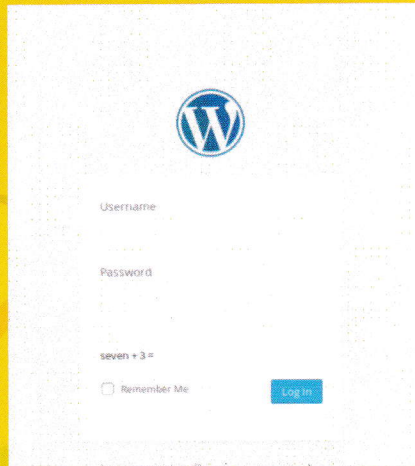 Username
Password
seven + 3 =
Remember Me
Log In